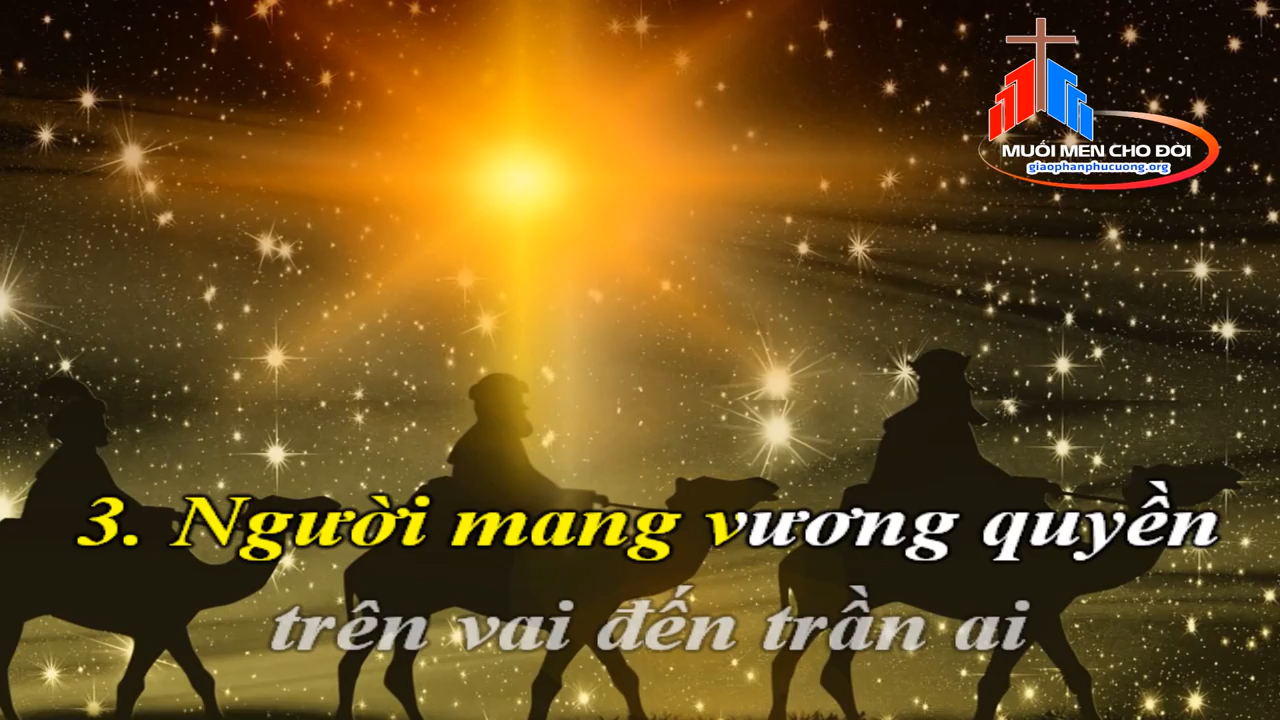 MUỐI MEN CHO ĐỜI
giaophanphucuong.org
3. Người mang vương quyền
trên vai đến trần ai